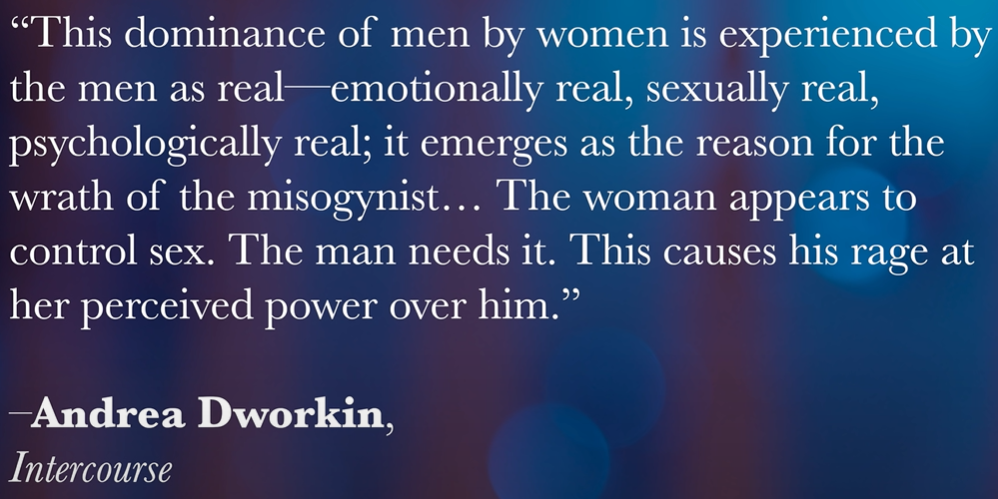 “This dominance of men by women is experienced by
the men as real—emotionally real, sexually real,
psychologically real; it emerges as the reason for the
wrath of the misogynist… The woman appears to
control sex. The man needs it. This causes his rage at
her perceived power over him.”
–Andrea Dworkin,
Intercourse